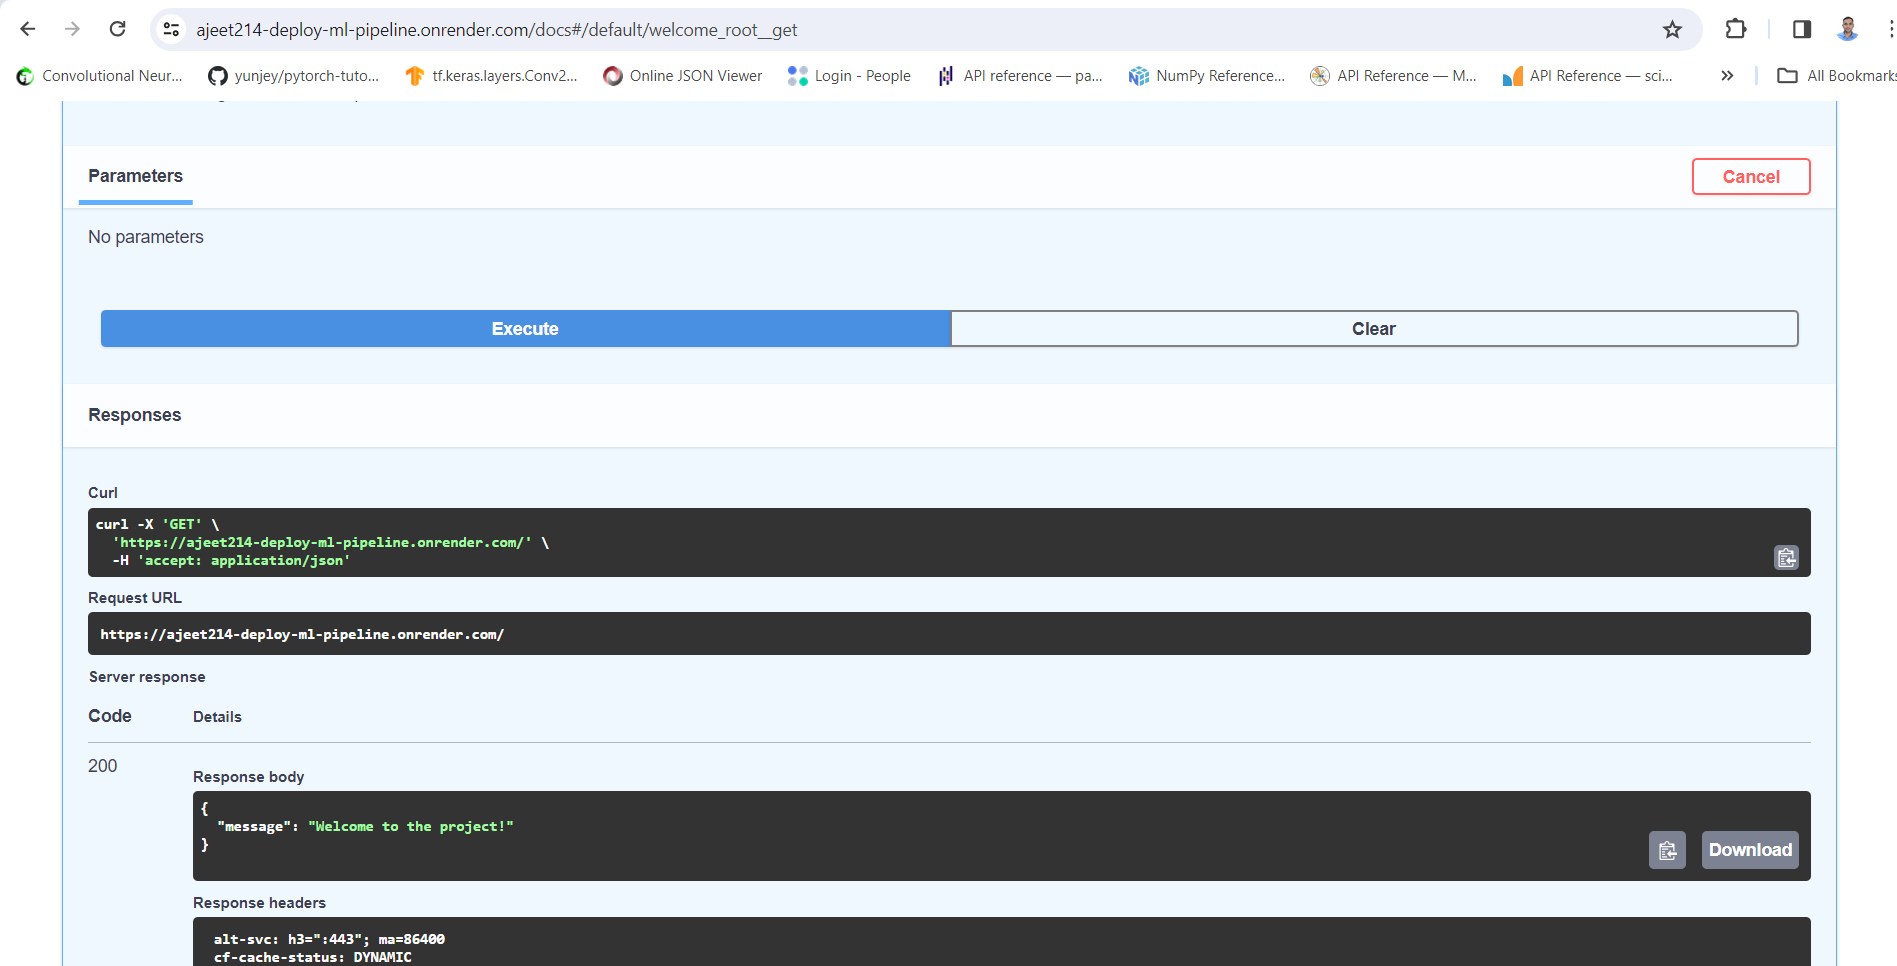 ajeet214-deploy-ml-pipeline.onrender.com/docs#/default/welcome_root__get
Convolutional Neur... yunjey/pytorch-tuto... tf.keras.layers.Conv2... Online JSON Viewer Login - People API reference — pa... NumPy Reference... API Reference — M... API Reference — sci... » All Bookmarks
Parameters Cancel
No parameters
Execute Clear
Responses
Curl
curl -X 'GET' \
'https://ajeet214-deploy-ml-pipeline.onrender.com/' \
-H 'accept: application/json'
Request URL
https://ajeet214-deploy-ml-pipeline.onrender.com/
Server response
Code Details
200
Response body
{
"message": "Welcome to the project!"
}
Download
Response headers
alt-svc: h3=":443"; ma=86400
cf-cache-status: DYNAMIC